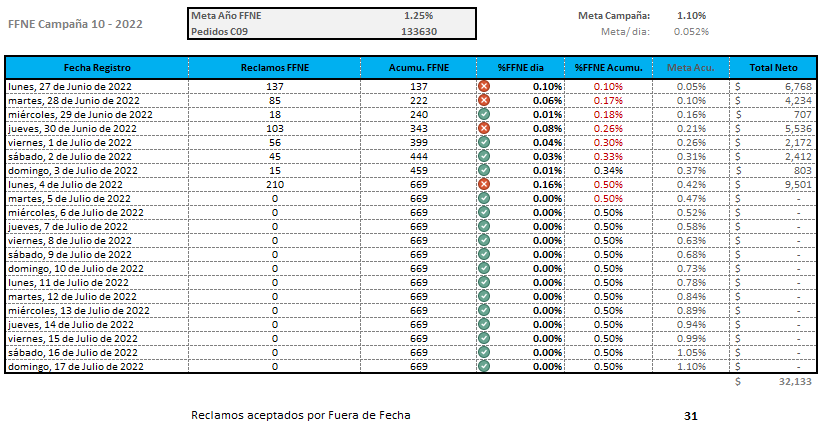 FFNE Campaña 10 - 2022
Meta Año FFNE 1.25%
Pedidos C09 133630
Meta Campaña: 1.10%
Meta/ dia: 0.052%
Fecha Registro Reclamos FFNE Acumu. FFNE %FFNE dia %FFNE Acumu. Meta Acu. Total Neto
lunes, 27 de Junio de 2022 137 137 0.10% 0.10% 0.05% $ 6,768
martes, 28 de Junio de 2022 85 222 0.06% 0.17% 0.10% $ 4,234
miércoles, 29 de Junio de 2022 18 240 0.01% 0.18% 0.16% $ 707
jueves, 30 de Junio de 2022 103 343 0.08% 0.26% 0.21% $ 5,536
viernes, 1 de Julio de 2022 56 399 0.04% 0.30% 0.26% $ 2,172
sábado, 2 de Julio de 2022 45 444 0.03% 0.33% 0.31% $ 2,412
domingo, 3 de Julio de 2022 15 459 0.01% 0.34% 0.37% $ 803
lunes, 4 de Julio de 2022 210 669 0.16% 0.50% 0.42% $ 9,501
martes, 5 de Julio de 2022 0 669 0.00% 0.50% 0.47% $ -
miércoles, 6 de Julio de 2022 0 669 0.00% 0.50% 0.52% $ -
jueves, 7 de Julio de 2022 0 669 0.00% 0.50% 0.58% $ -
viernes, 8 de Julio de 2022 0 669 0.00% 0.50% 0.63% $ -
sábado, 9 de Julio de 2022 0 669 0.00% 0.50% 0.68% $ -
domingo, 10 de Julio de 2022 0 669 0.00% 0.50% 0.73% $ -
lunes, 11 de Julio de 2022 0 669 0.00% 0.50% 0.78% $ -
martes, 12 de Julio de 2022 0 669 0.00% 0.50% 0.84% $ -
miércoles, 13 de Julio de 2022 0 669 0.00% 0.50% 0.89% $ -
jueves, 14 de Julio de 2022 0 669 0.00% 0.50% 0.94% $ -
viernes, 15 de Julio de 2022 0 669 0.00% 0.50% 0.99% $ -
sábado, 16 de Julio de 2022 0 669 0.00% 0.50% 1.05% $ -
domingo, 17 de Julio de 2022 0 669 0.00% 0.50% 1.10% $ -
$ 32,133
Reclamos aceptados por Fuera de Fecha 31